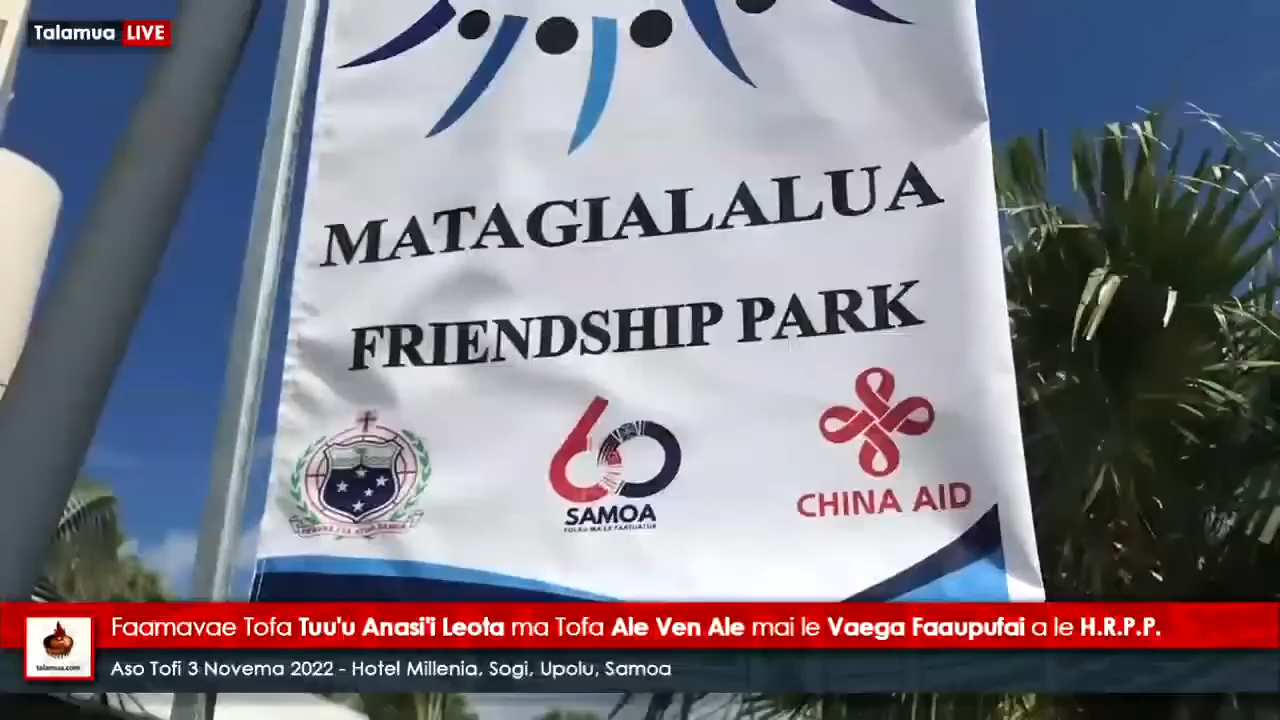 Talamua LIVE
MATAGIALALUA
FRIENDSHIP PARK
60
SAMOA
CHINA AID
Faamavae Tofa Tuu'u Anasi'i Leota ma Tofa Ale Ven Ale mai le Vaega Faaupufai a le H.R.P.P.
talamua.com
Aso Tofi 3 Novema 2022 - Hotel Millenia, Sogi, Upolu, Samoa